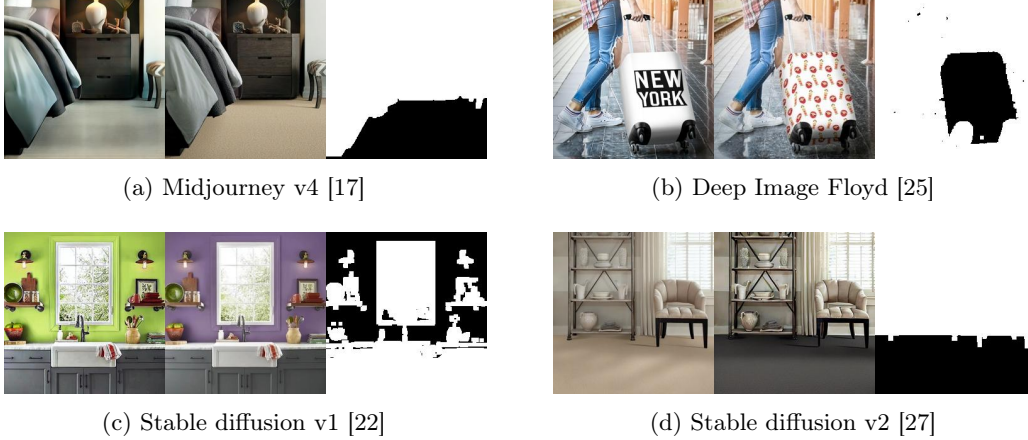 NEW
YORK
(a) Midjourney v4 [17]
(b) Deep Image Floyd [25]
(c) Stable diffusion v1 [22]
(d) Stable diffusion v2 [27]